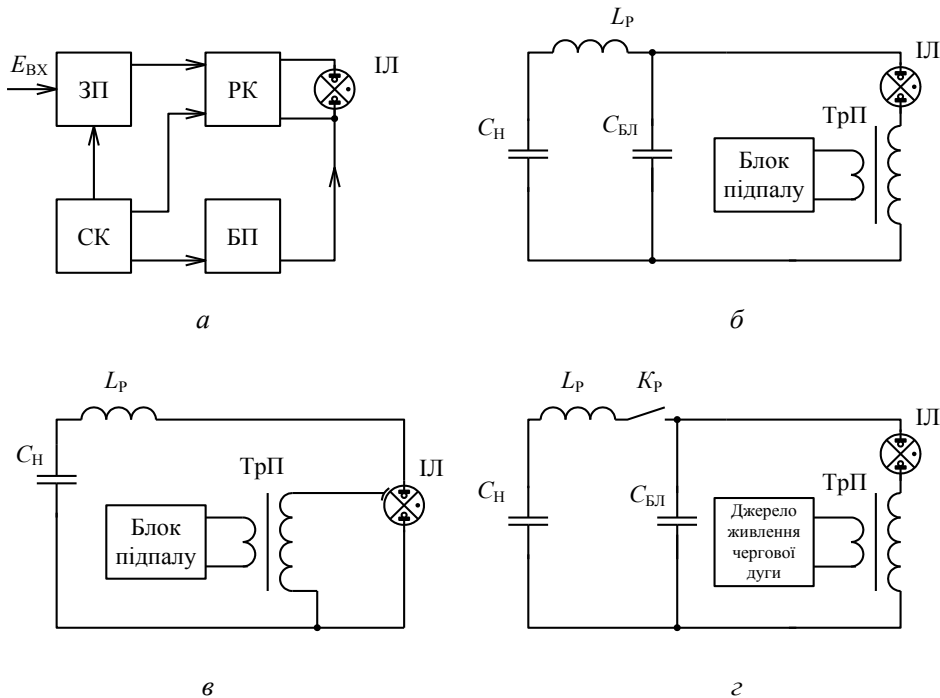 E_ВХ
ЗП
РК
ІЛ
СК
БП
а
L_Р
C_Н
C_БЛ
ІЛ
ТрП
Блок
підпалу
б
L_Р
C_Н
ТрП
ІЛ
Блок
підпалу
в
L_Р
К_Р
C_Н
C_БЛ
ІЛ
ТрП
Джерело
живлення
чергової
дуги
г